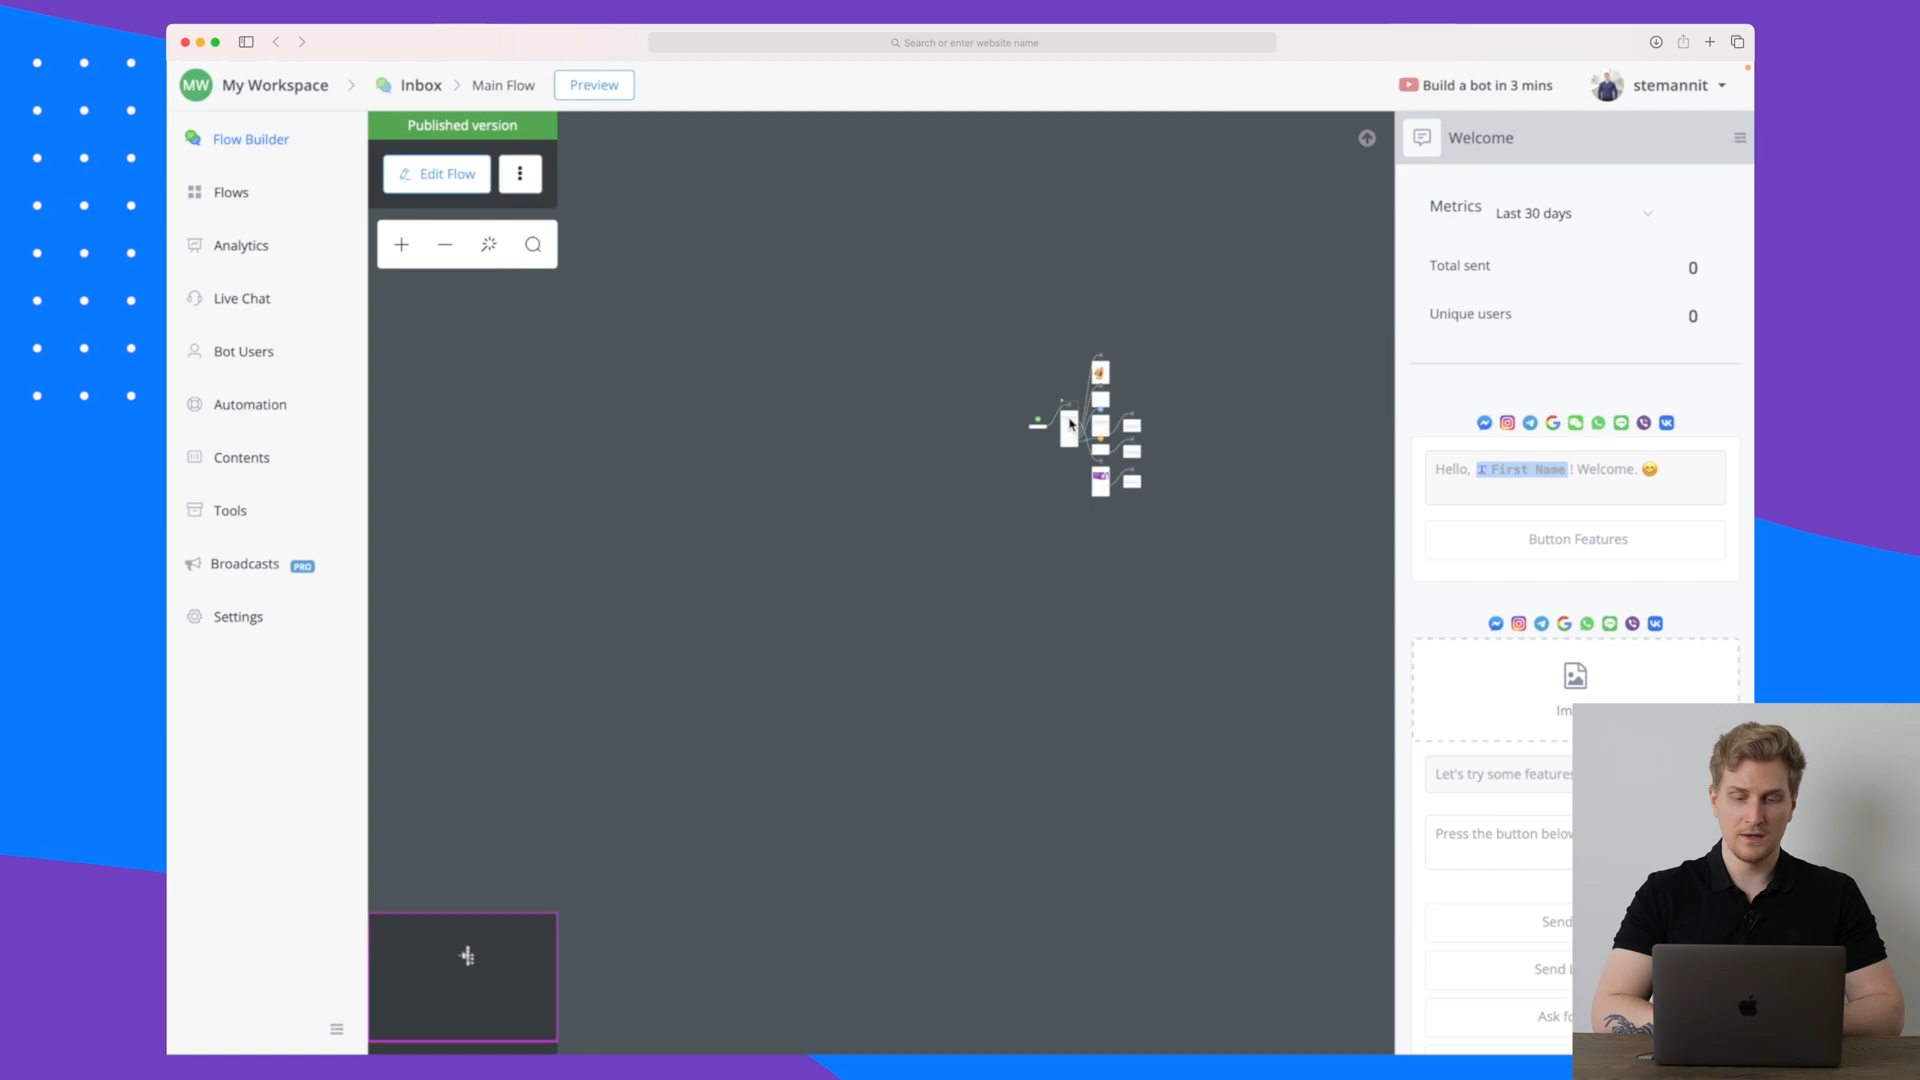 Search or enter website name
MW My Workspace Inbox Main Flow Preview
Build a bot in 3 mins stemannit
Flow Builder
Flows
Analytics
Live Chat
Bot Users
Automation
Contents
Tools
Broadcasts PRO
Settings
Published version
Edit Flow
Welcome
Metrics Last 30 days
Total sent 0
Unique users 0
Hello, First Name! Welcome. 😊
Button Features
Let's try some features
Press the button below
Send
Send
Ask